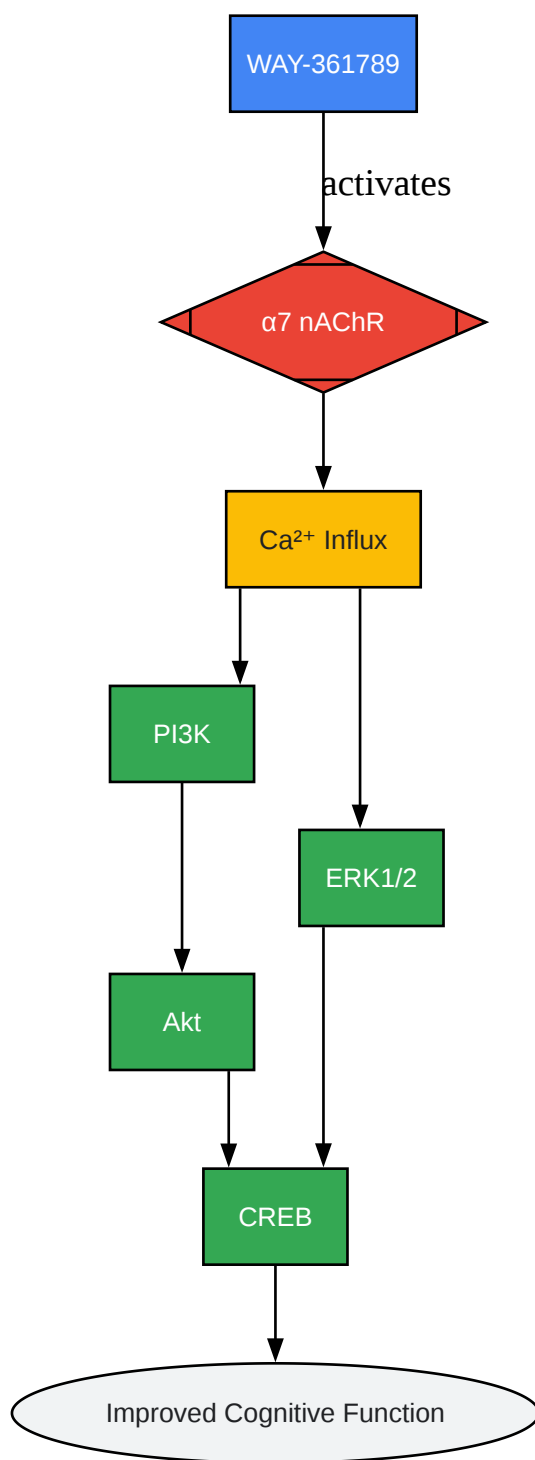 WAY-361789
activates
α7 nAChR
Ca²⁺ Influx
PI3K
ERK1/2
Akt
CREB
Improved Cognitive Function